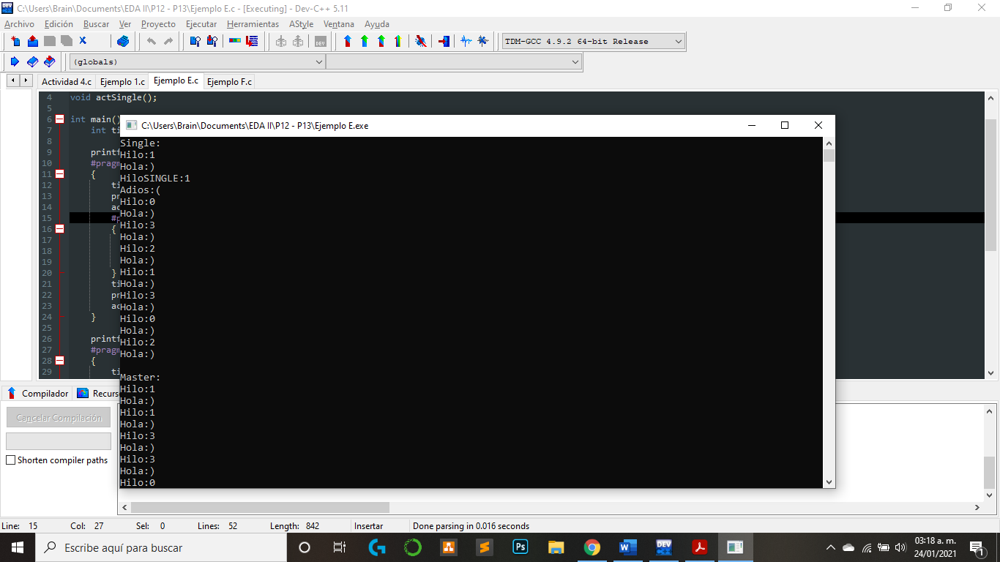 C:\Users\Brain\Documents\EDA II\P12 - P13\Ejemplo E.c - [Executing] - Dev-C++ 5.11
Archivo Edición Buscar Ver Proyecto Ejecutar Herramientas AStyle Ventana Ayuda
TDM-GCC 4.9.2 64-bit Release
(globals)
Actividad 4.c Ejemplo 1.c Ejemplo E.c Ejemplo F.c
4 void actSingle();
5
6 int main()
7 int ti
8
9 printf
10 #pragm
11 {
12 ti
13 pr
14 ac
15 #p
16 {
17
18
19
20 }
21 ti
22 pr
23 ac
24 }
25
26 printf
27 #pragm
28 {
29 ti
C:\Users\Brain\Documents\EDA II\P12 - P13\Ejemplo E.exe
Single:
Hilo:1
Hola:)
HiloSINGLE:1
Adios:(
Hilo:0
Hola:)
Hilo:3
Hola:)
Hilo:2
Hola:)
Hilo:1
Hola:)
Hilo:3
Hola:)
Hilo:0
Hola:)
Hilo:2
Hola:)
Master:
Hilo:1
Hola:)
Hilo:1
Hola:)
Hilo:3
Hola:)
Hilo:3
Hola:)
Hilo:0
Compilador Recurs
Cancelar Compilación
Shorten compiler paths
Line: 15 Col: 27 Sel: 0 Lines: 52 Length: 842 Insertar Done parsing in 0.016 seconds
Escribe aquí para buscar
Ps
DEV C++
03:18 a. m.
24/01/2021
1